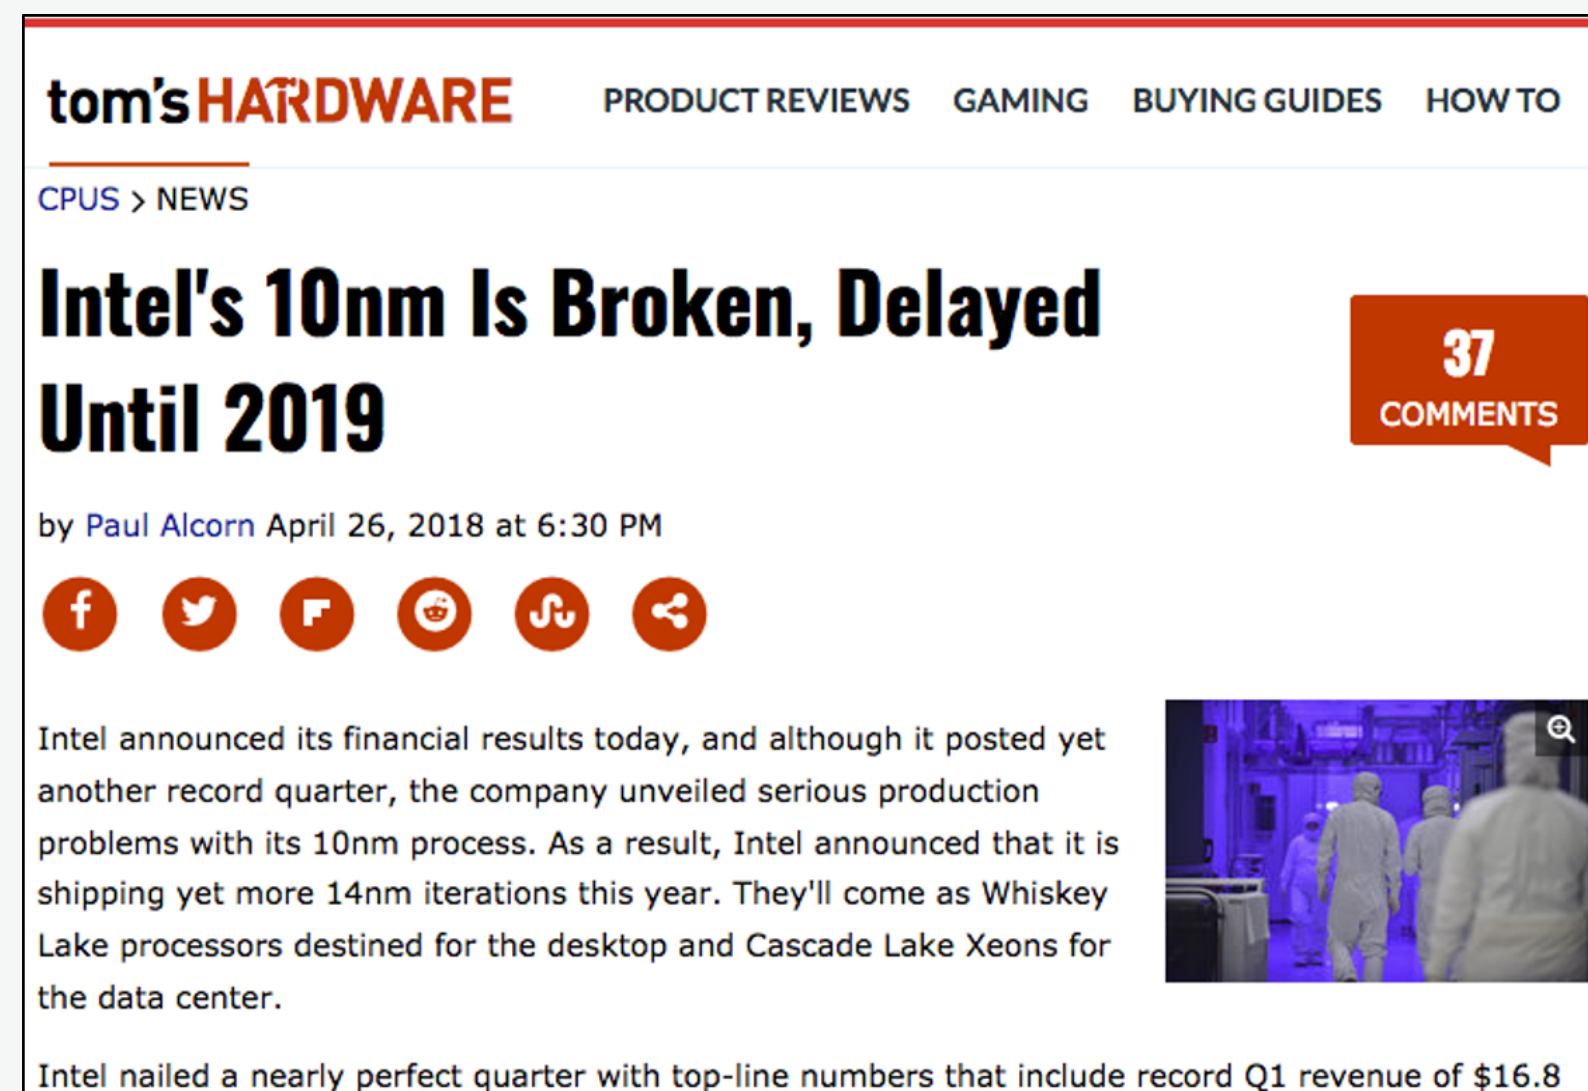 tom's HARDWARE PRODUCT REVIEWS GAMING BUYING GUIDES HOW TO
CPUS > NEWS
Intel's 10nm Is Broken, Delayed
Until 2019
37
COMMENTS
by Paul Alcorn April 26, 2018 at 6:30 PM
Intel announced its financial results today, and although it posted yet
another record quarter, the company unveiled serious production
problems with its 10nm process. As a result, Intel announced that it is
shipping yet more 14nm iterations this year. They'll come as Whiskey
Lake processors destined for the desktop and Cascade Lake Xeons for
the data center.
Intel nailed a nearly perfect quarter with top-line numbers that include record Q1 revenue of $16.8